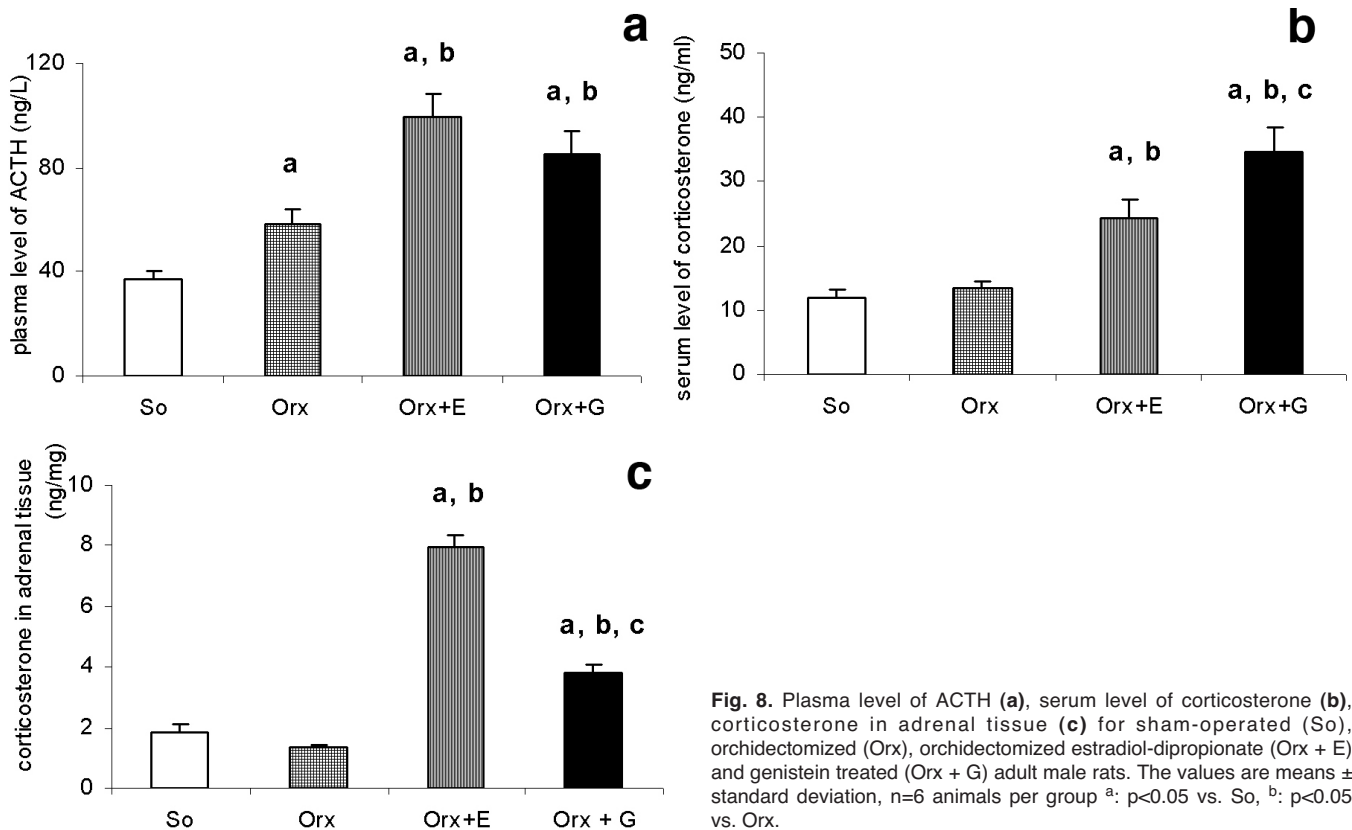 a
plasma level of ACTH (ng/L)
120
80
40
0
a
a, b
a, b
So Orx Orx+E Orx+G
b
serum level of corticosterone (ng/ml)
50
40
30
20
10
0
a, b
a, b, c
So Orx Orx+E Orx+G
c
corticosterone in adrenal tissue
(ng/mg)
10
8
6
4
2
0
a, b
a, b, c
So Orx Orx+E Orx + G
Fig. 8. Plasma level of ACTH (a), serum level of corticosterone (b),
corticosterone in adrenal tissue (c) for sham-operated (So),
orchidectomized (Orx), orchidectomized estradiol-dipropionate (Orx + E)
and genistein treated (Orx + G) adult male rats. The values are means ±
standard deviation, n=6 animals per group ᵃ: p<0.05 vs. So, ᵇ: p<0.05
vs. Orx.